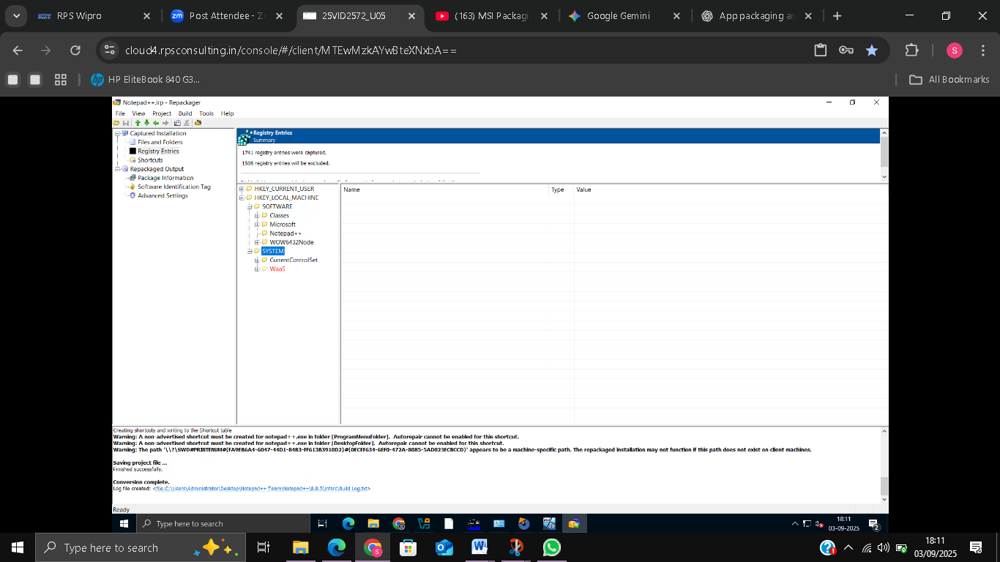 RPS Wipro
Post Attendee - Z
25VID2572_U05
(163) MSI Packagi
Google Gemini
App packaging a
cloud4.rpsconsulting.in/console/#/client/MTEwMzkAYwBteXNxbA==
S
HP EliteBook 840 G3...
All Bookmarks
Notepad++.irp - Repackager
File View Project Build Tools Help
Captured Installation
Files and Folders
Registry Entries
Shortcuts
Repackaged Output
Package Information
Software Identification Tag
Advanced Settings
Registry Entries
Summary
1741 registry entries were captured.
1508 registry entries will be excluded.
HKEY_CURRENT_USER
HKEY_LOCAL_MACHINE
SOFTWARE
Classes
Microsoft
Notepad++
WOW6432Node
SYSTEM
CurrentControlSet
WaaS
Name Type Value
Creating shortcuts and writing to the Shortcut table
Warning: A non-advertised shortcut must be created for notepad++.exe in folder [ProgramMenuFolder]. Autorepair cannot be enabled for this shortcut.
Warning: A non-advertised shortcut must be created for notepad++.exe in folder [DesktopFolder]. Autorepair cannot be enabled for this shortcut.
Warning: The path '\\?\SWD#PRINTENUM#{FA9EB6A4-6047-44D1-84B3-FF613B3910D2}#{0ECEF634-6EF0-472A-8085-5AD023ECBCCD}' appears to be a machine-specific path. The repackaged installation may not function if this path does not exist on client machines.
Saving project file ...
Finished successfully.
Conversion complete.
Log file created: <file:C:\Users\Administrator\Desktop\Notepad++ Team\Notepad++\8.8.5\infsrc\Build Log.txt>
Ready
Type here to search
18:11
03-09-2025
2
Type here to search
18:11
03/09/2025